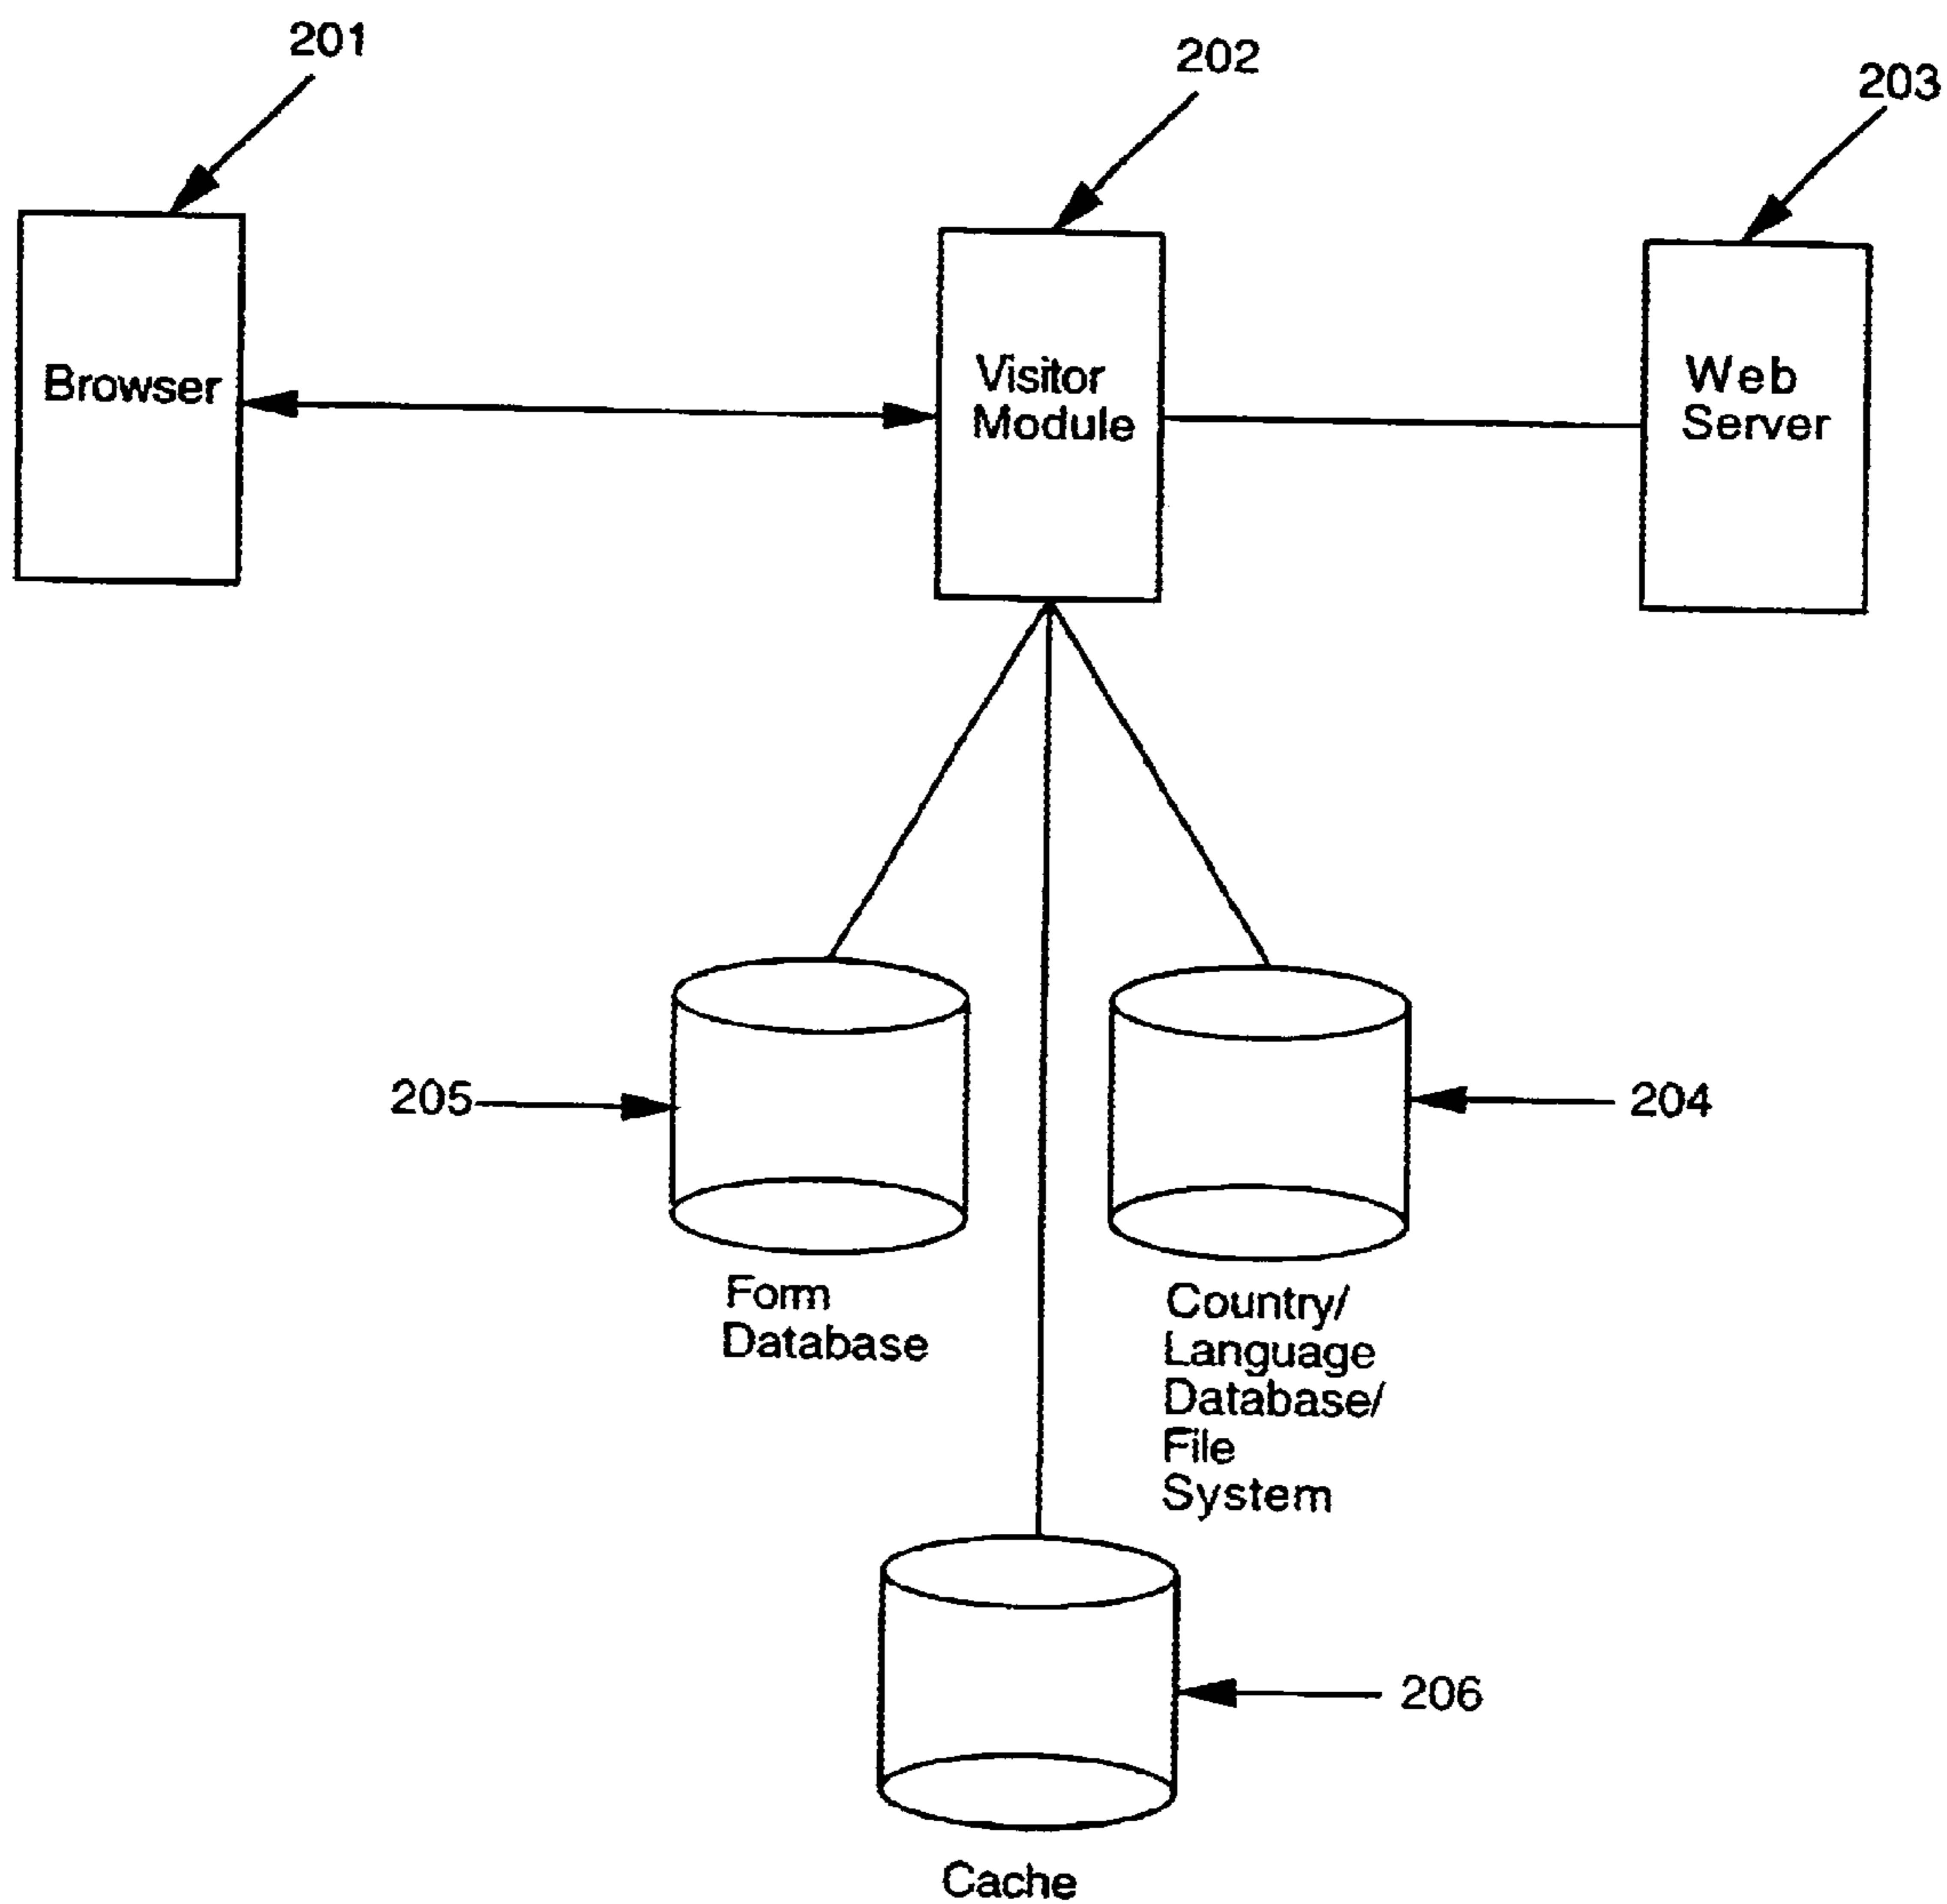 201
202
203
Browser
Visitor
Module
Web
Server
205
204
Form
Database
Country/
Language
Database/
File
System
206
Cache